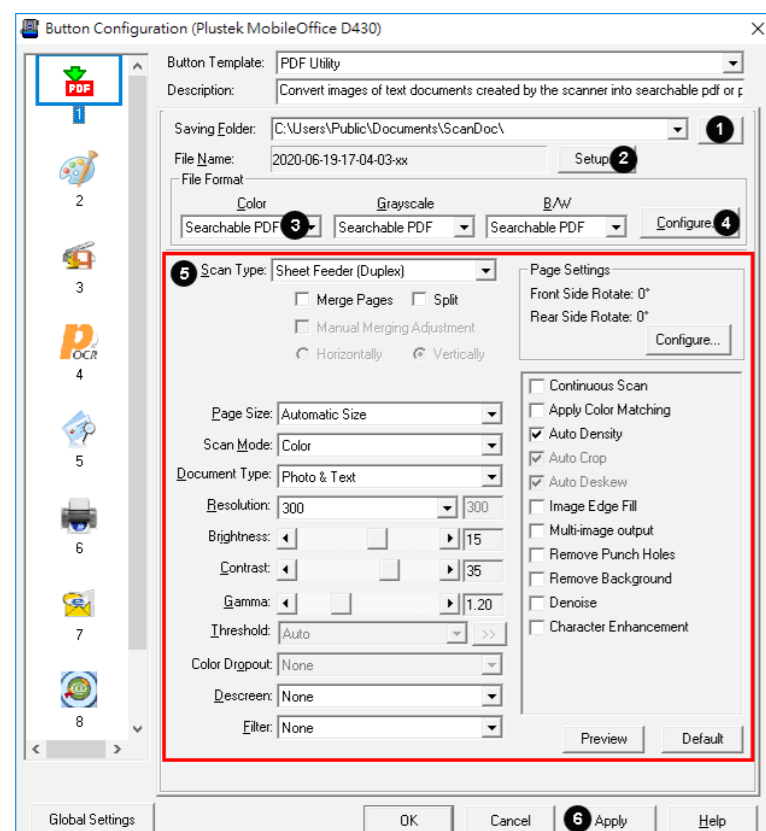 Button Configuration (Plustek MobileOffice D430)
PDF
1
2
3
OCR
4
5
6
7
8
Button Template: PDF Utility
Description: Convert images of text documents created by the scanner into searchable pdf or p
Saving Folder: C:\Users\Public\Documents\ScanDoc\ 1
File Name: 2020-06-19-17-04-03-xx Setup 2
File Format
Color Grayscale B/W
Searchable PDF 3 Searchable PDF Searchable PDF Configure. 4
5 Scan Type: Sheet Feeder (Duplex)
Merge Pages Split
Manual Merging Adjustment
Horizontally Vertically
Page Settings
Front Side Rotate: 0°
Rear Side Rotate: 0°
Configure...
Page Size: Automatic Size
Scan Mode: Color
Document Type: Photo & Text
Resolution: 300 300
Brightness: 15
Contrast: 35
Gamma: 1.20
Threshold: Auto >>
Color Dropout: None
Descreen: None
Filter: None
Continuous Scan
Apply Color Matching
Auto Density
Auto Crop
Auto Deskew
Image Edge Fill
Multi-image output
Remove Punch Holes
Remove Background
Denoise
Character Enhancement
Preview Default
Global Settings OK Cancel 6 Apply Help